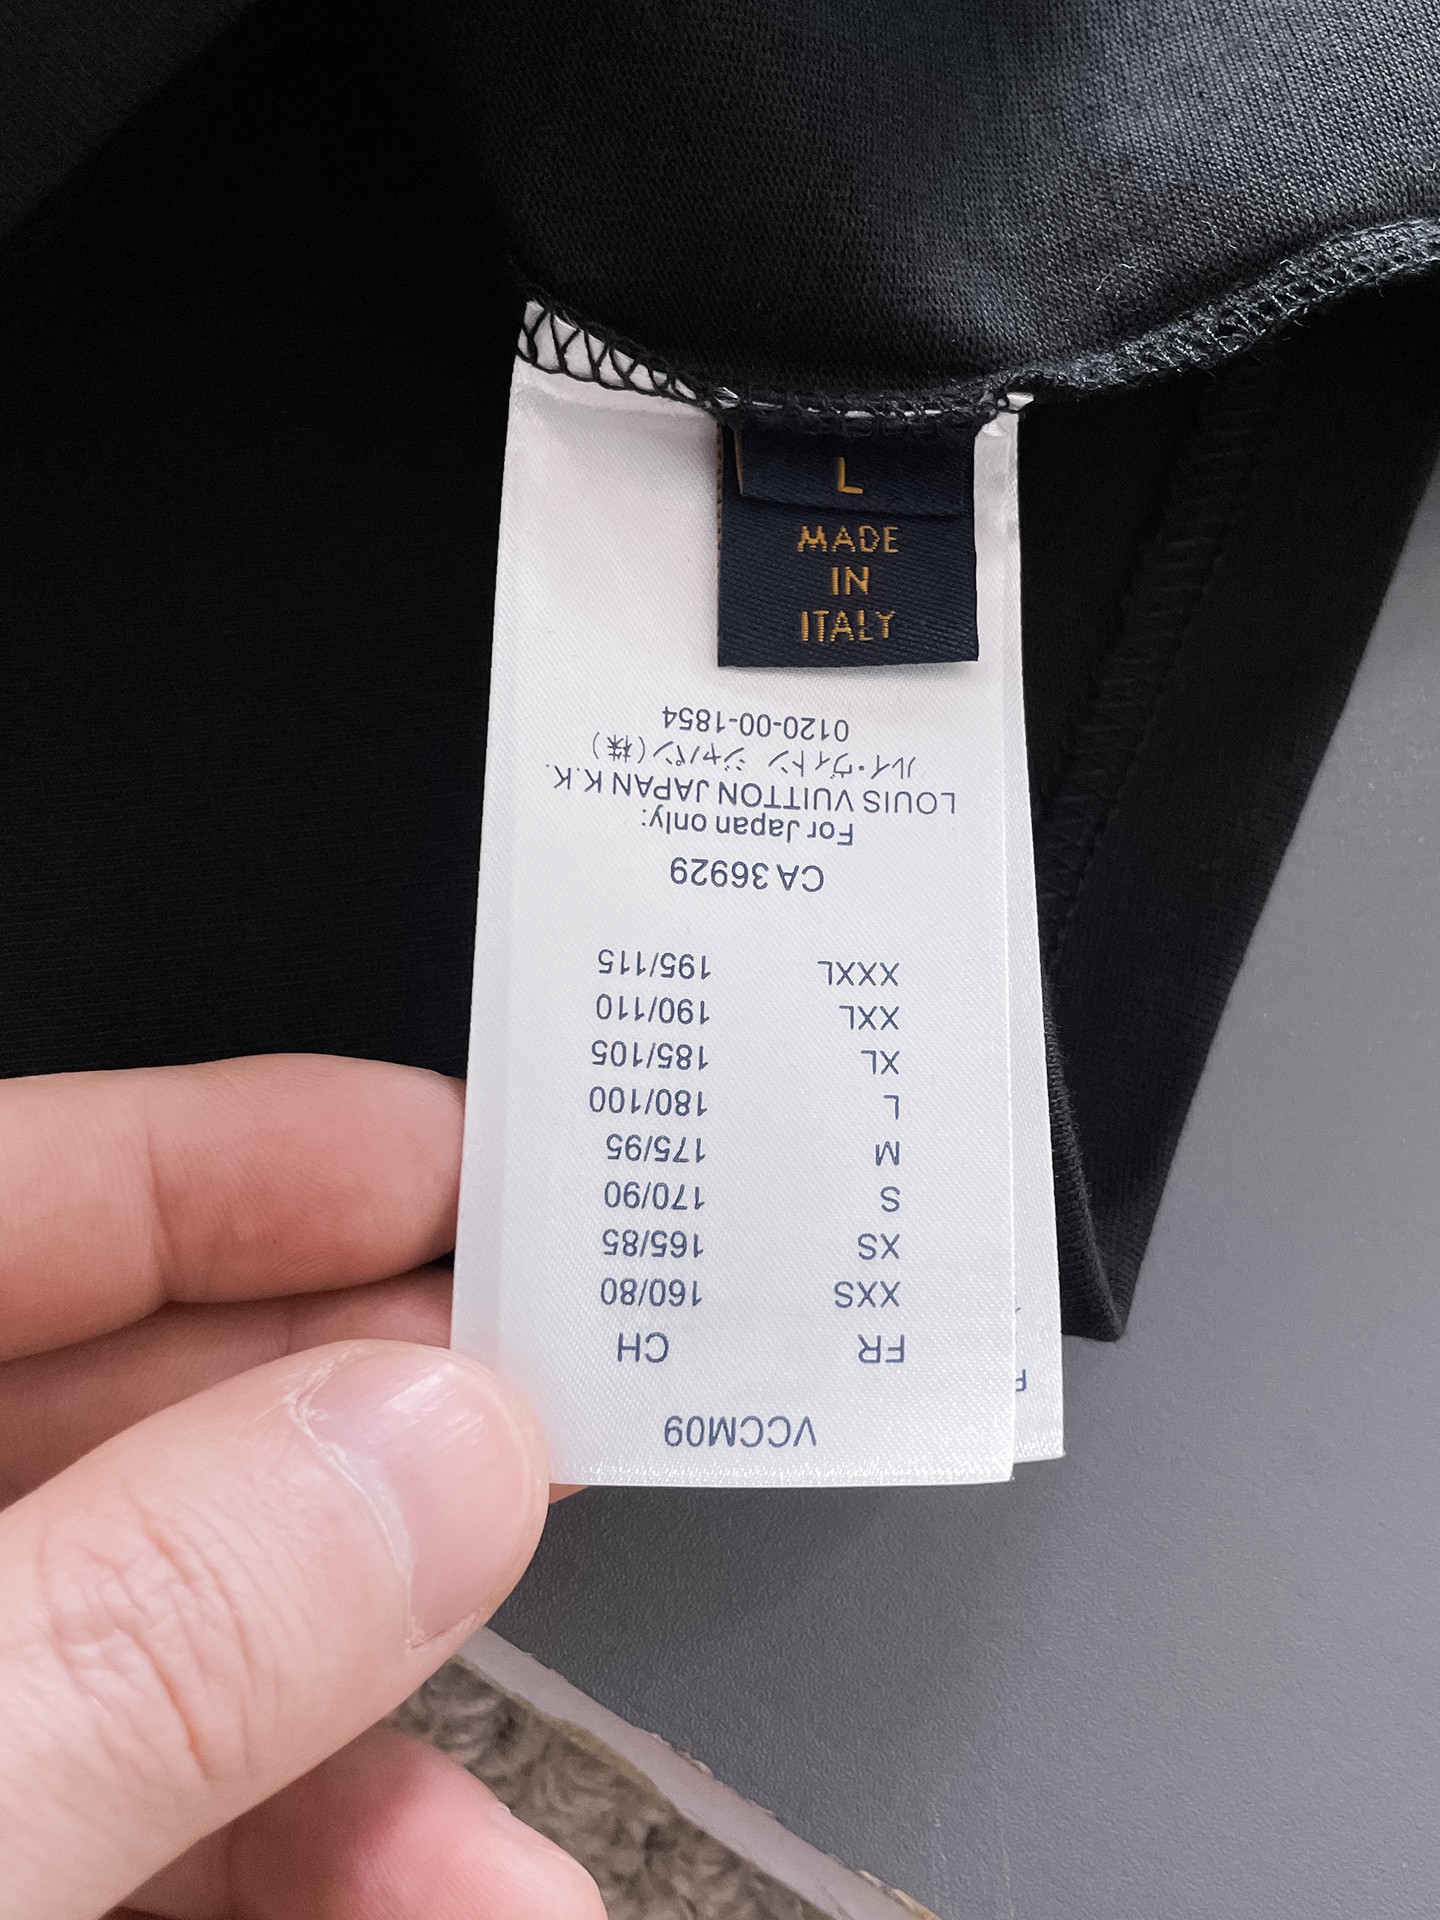 L
MADE
IN
ITALY
VCCM09
FR CH
XXS 160/80
XS 165/85
S 170/90
M 175/95
L 180/100
XL 185/105
XXL 190/110
XXXL 195/115
CA 36929
For Japan only:
LOUIS VUITTON JAPAN K.K.
ルイ・ヴィトン ジャパン(株)
0120-00-1854